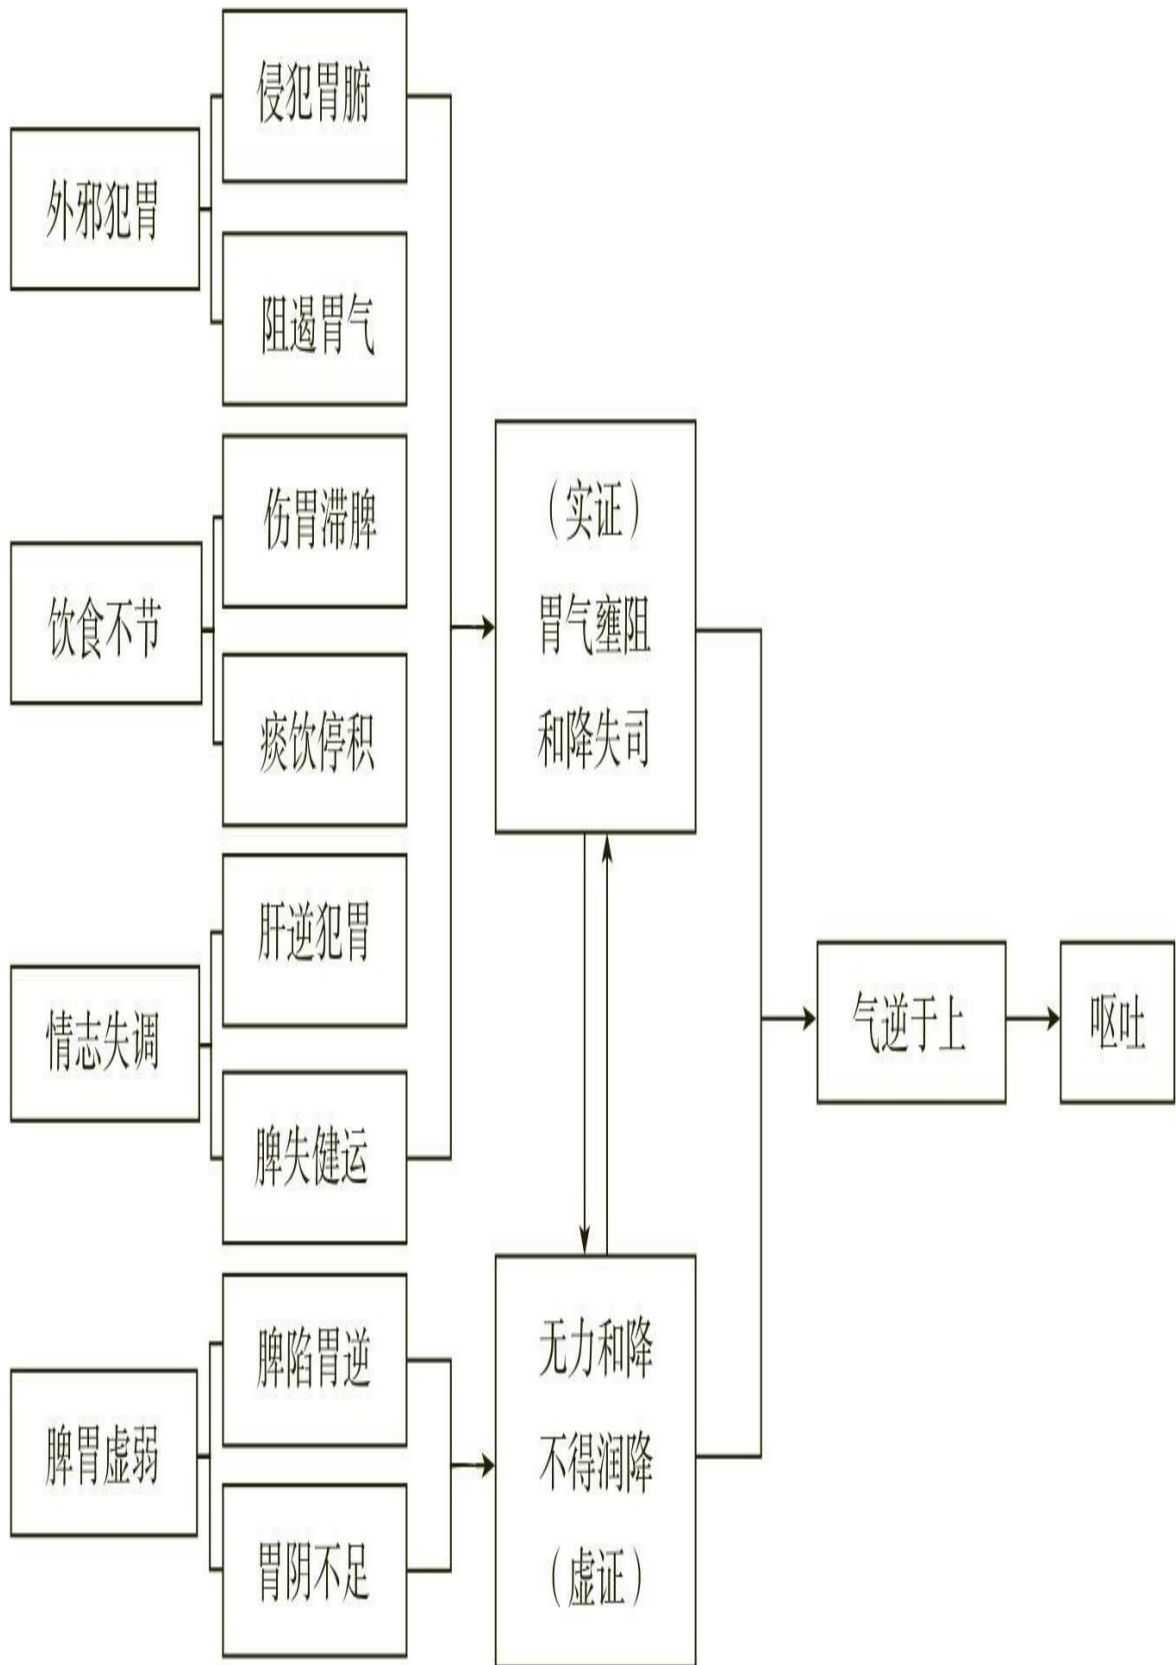 外邪犯胃
侵犯胃腑
阻遏胃气
饮食不节
伤胃滞脾
痰饮停积
情志失调
肝逆犯胃
脾失健运
脾胃虚弱
脾陷胃逆
胃阴不足
（实证）
胃气壅阻
和降失司
无力和降
不得润降
（虚证）
气逆于上
呕吐